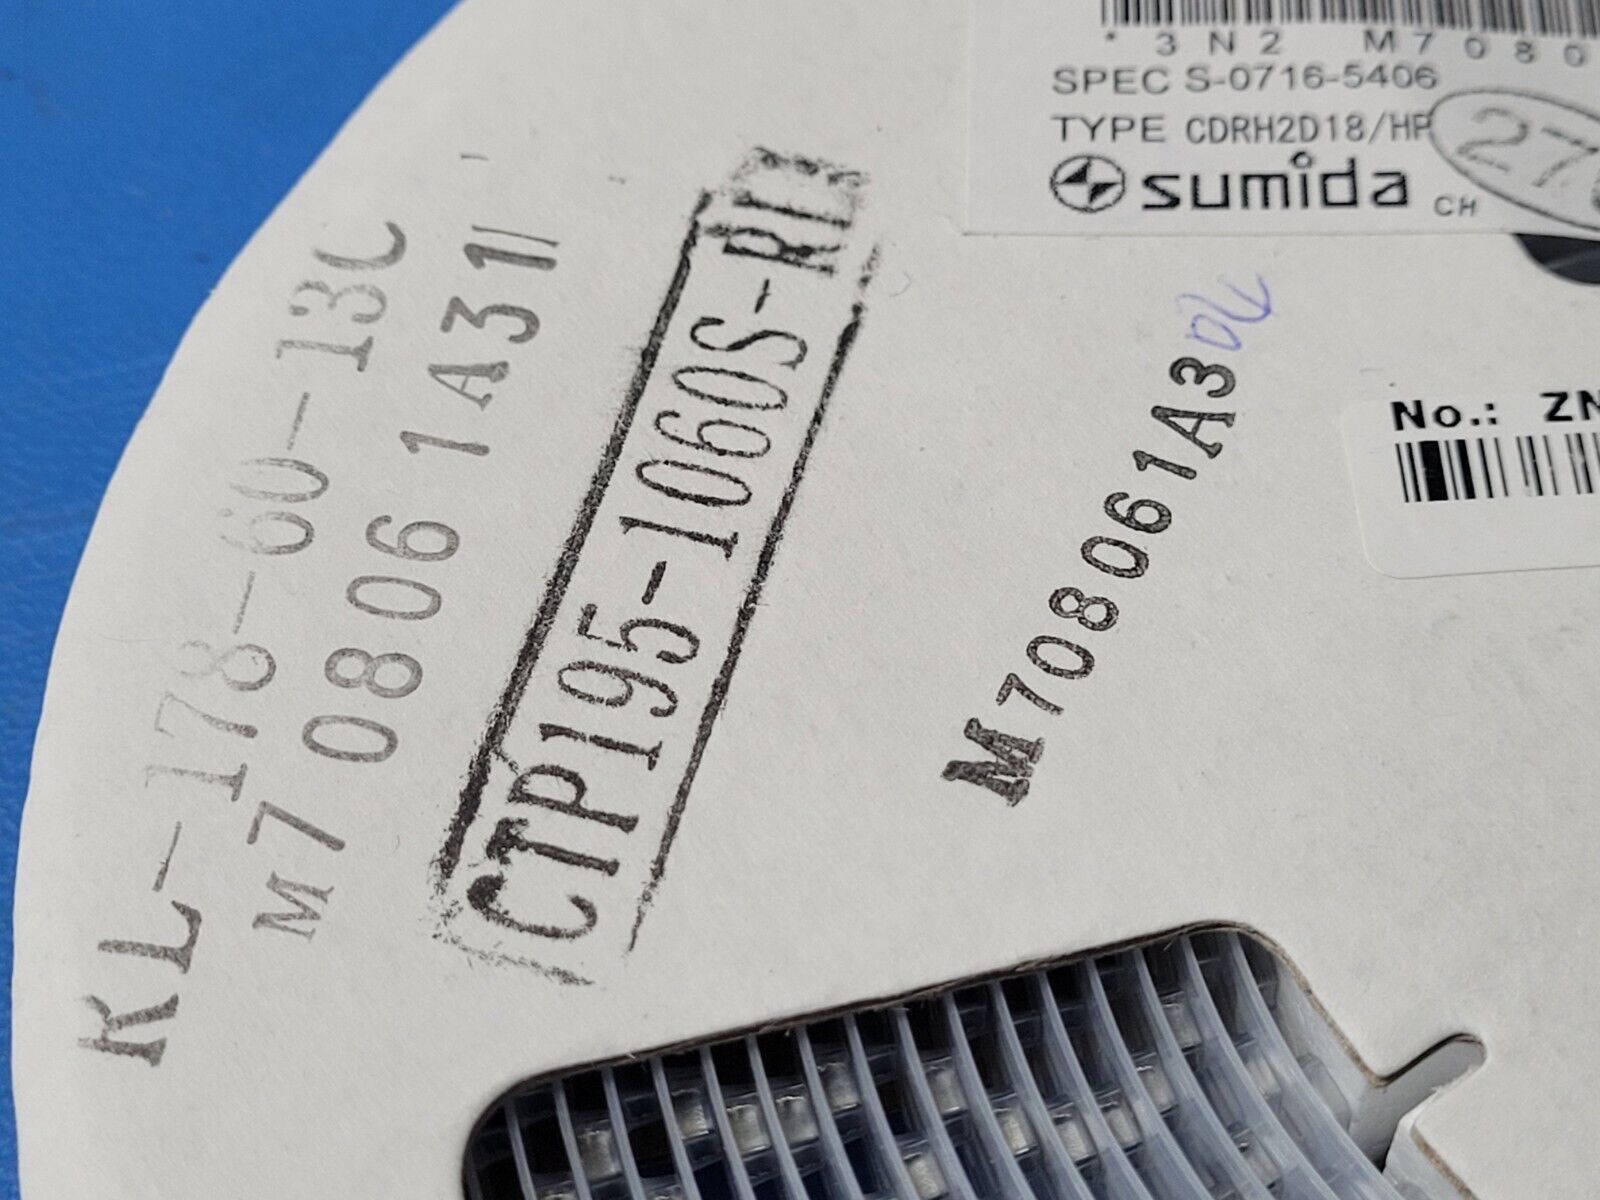 * 3 N 2 M 7 0 8 0
SPEC S-0716-5406
TYPE CDRH2D18/HP
sumida CH
No.: ZN
KL-178-60-13C
M7 0806 1A31
CTP195-1060S-RL
M708061A3